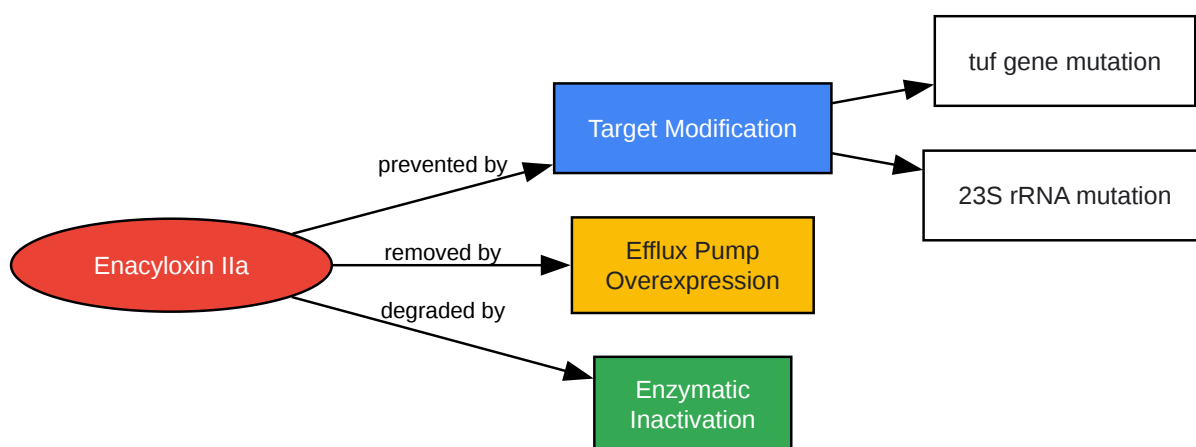 tuf gene mutation
Target Modification
prevented by
23S rRNA mutation
Enacyloxin IIa
removed by
Efflux Pump
Overexpression
degraded by
Enzymatic
Inactivation